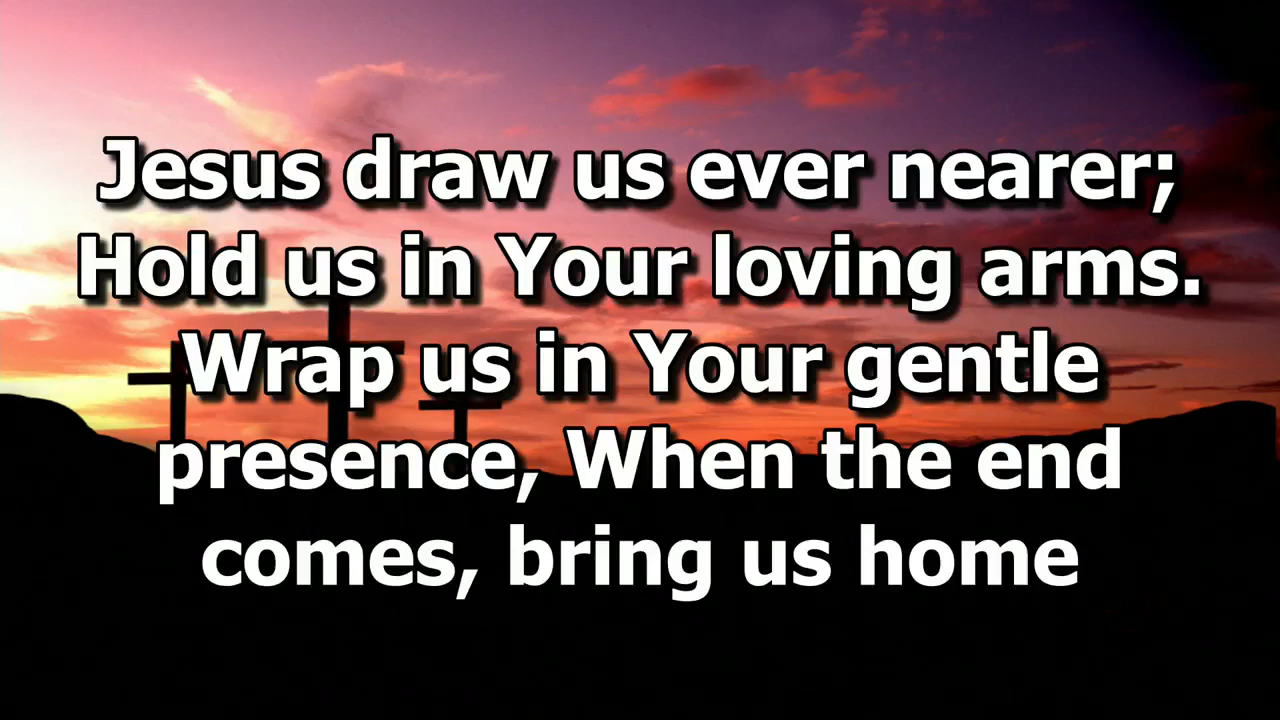 Jesus draw us ever nearer;
Hold us in Your loving arms.
Wrap us in Your gentle
presence, When the end
comes, bring us home